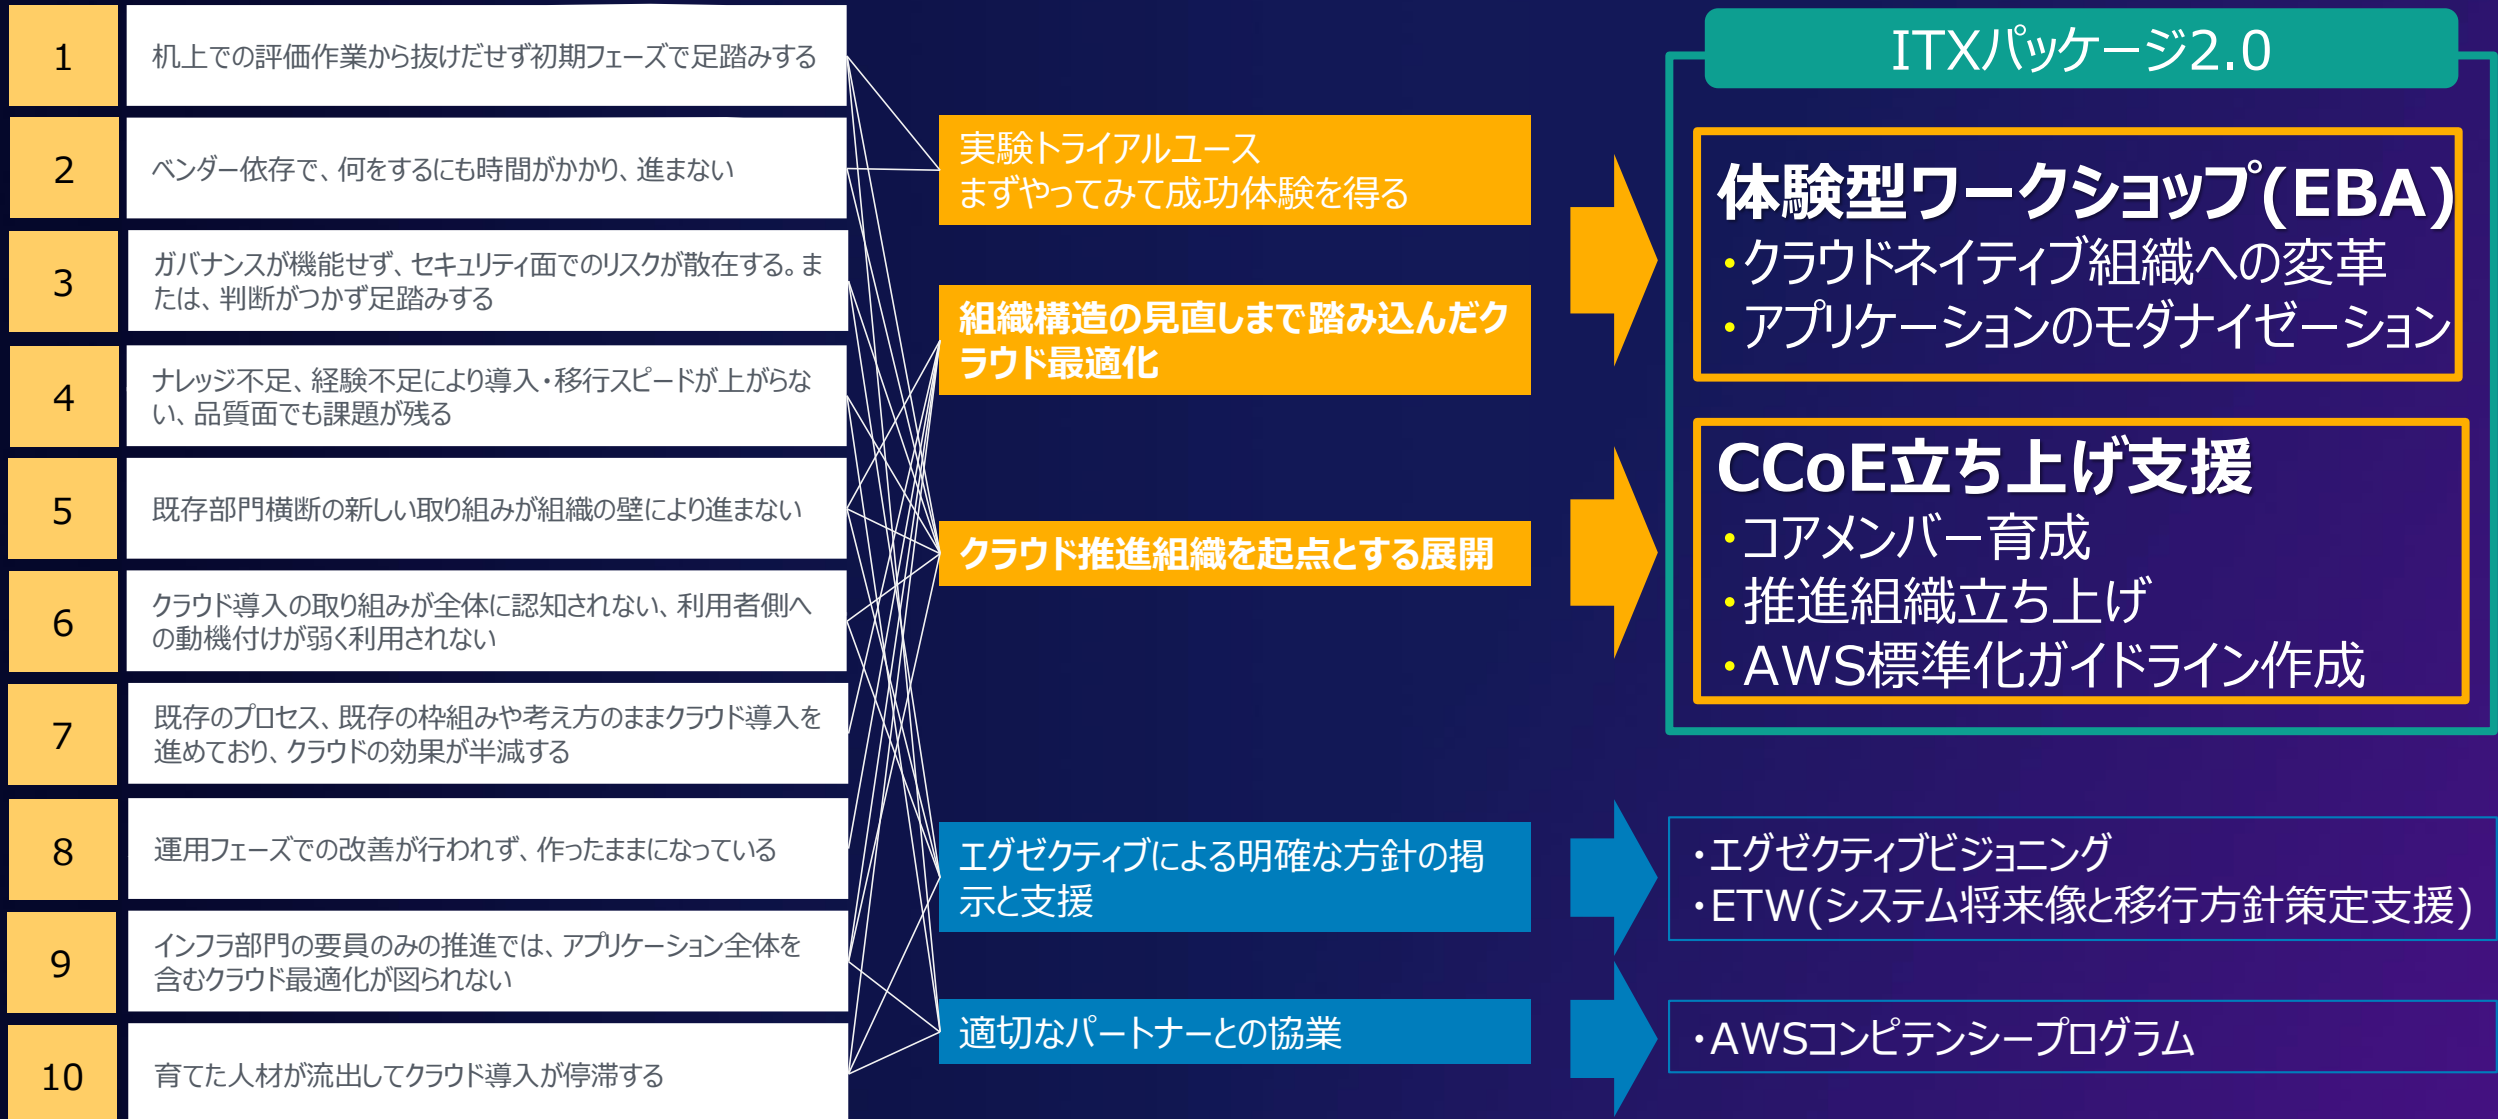 1
机上での評価作業から抜けだせず初期フェーズで足踏みする
2
ベンダー依存で、何をするにも時間がかかり、進まない
3
ガバナンスが機能せず、セキュリティ面でのリスクが散在する。ま
たは、判断がつかず足踏みする
4
ナレッジ不足、経験不足により導入・移行スピードが上がらな
い、品質面でも課題が残る
5
既存部門横断の新しい取り組みが組織の壁により進まない
6
クラウド導入の取り組みが全体に認知されない、利用者側へ
の動機付けが弱く利用されない
7
既存のプロセス、既存の枠組みや考え方のままクラウド導入を
進めており、クラウドの効果が半減する
8
運用フェーズでの改善が行われず、作ったままになっている
9
インフラ部門の要員のみの推進では、アプリケーション全体を
含むクラウド最適化が図られない
10
育てた人材が流出してクラウド導入が停滞する
実験トライアルユース
まずやってみて成功体験を得る
組織構造の見直しまで踏み込んだク
ラウド最適化
クラウド推進組織を起点とする展開
エグゼクティブによる明確な方針の掲
示と支援
適切なパートナーとの協業
ITXパッケージ2.0
体験型ワークショップ(EBA)
・クラウドネイティブ組織への変革
・アプリケーションのモダナイゼーション
CCoE立ち上げ支援
・コアメンバー育成
・推進組織立ち上げ
・AWS標準化ガイドライン作成
・エグゼクティブビジョニング
・ETW(システム将来像と移行方針策定支援)
・AWSコンピテンシープログラム